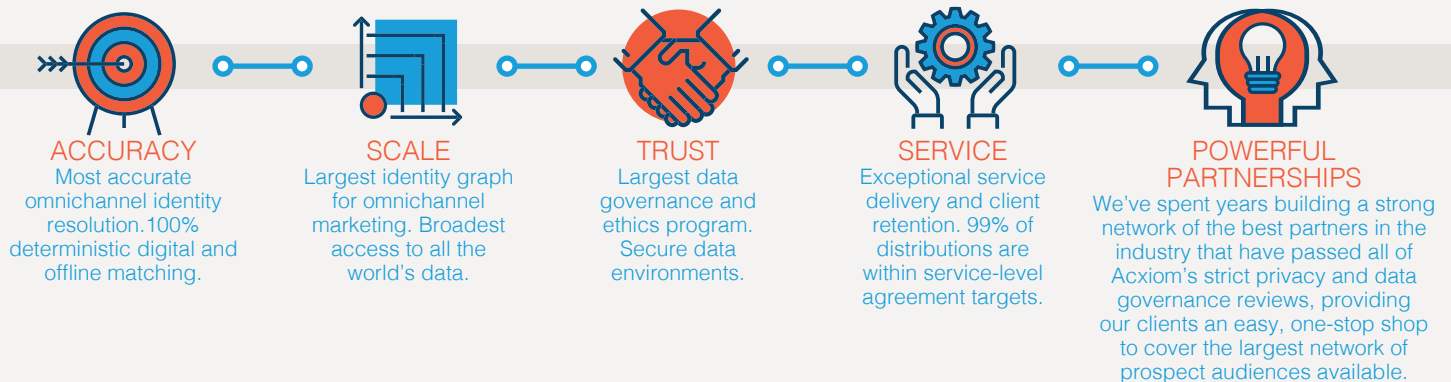 ACCURACY
Most accurate
omnichannel identity
resolution.100%
deterministic digital and
offline matching.
SCALE
Largest identity graph
for omnichannel
marketing. Broadest
access to all the
world’s data.
TRUST
Largest data
governance and
ethics program.
Secure data
environments.
SERVICE
Exceptional service
delivery and client
retention. 99% of
distributions are
within service-level
agreement targets.
POWERFUL
PARTNERSHIPS
We’ve spent years building a strong
network of the best partners in the
industry that have passed all of
Acxiom’s strict privacy and data
governance reviews, providing
our clients an easy, one-stop shop
to cover the largest network of
prospect audiences available.